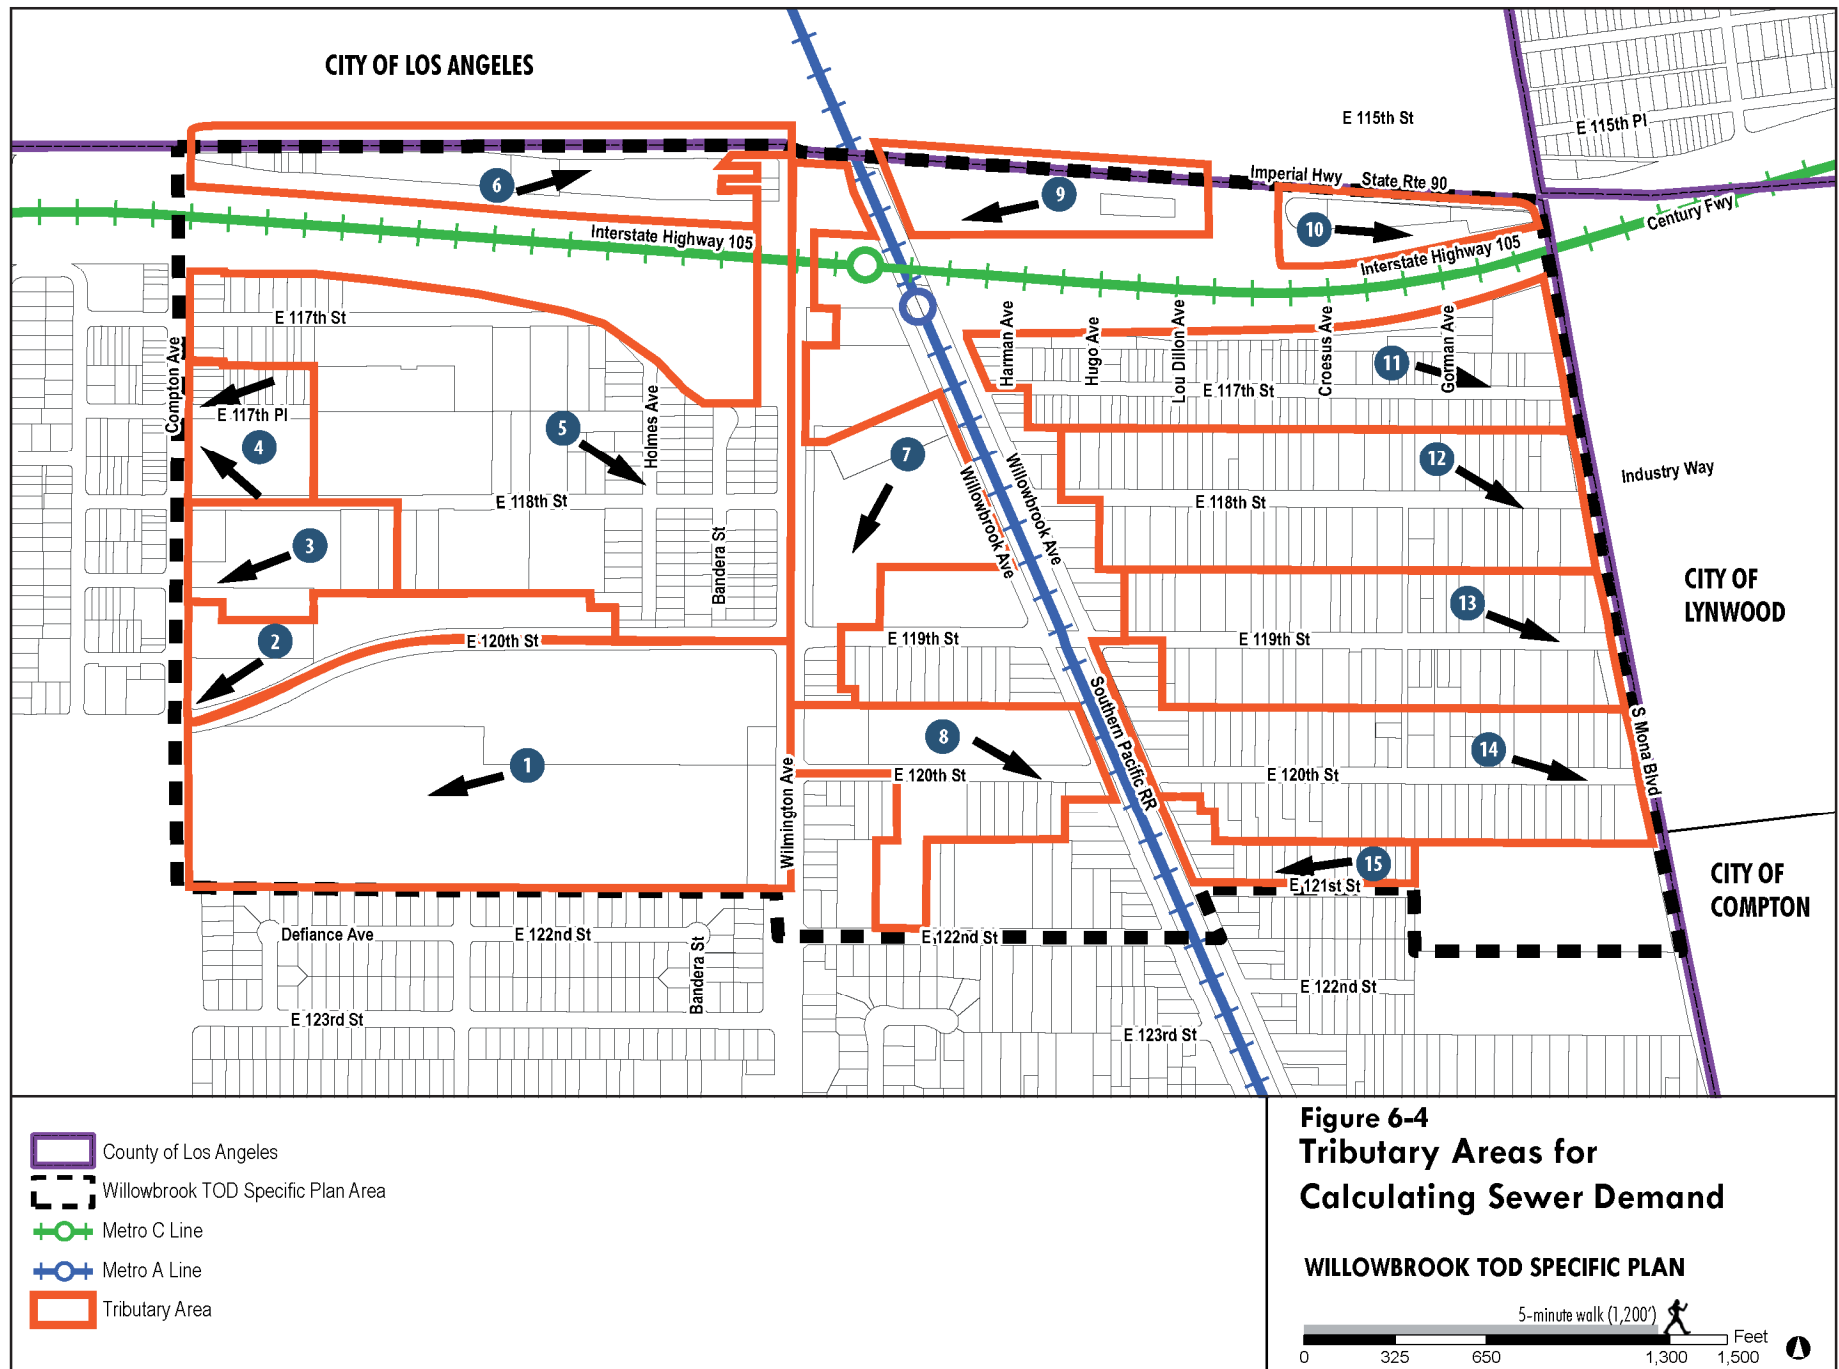 CITY OF LOS ANGELES
E 115th St
E 115th Pl
Imperial Hwy
State Rte 90
Century Fwy
6
9
10
Interstate Highway 105
Interstate Highway 105
E 117th St
Compton Ave
Harman Ave
Hugo Ave
Lou Dillon Ave
Croesus Ave
Gorman Ave
11
E 117th St
E 117th Pl
4
Holmes Ave
5
7
12
Industry Way
Willowbrook Ave
Willowbrook Ave
E 118th St
E 118th St
3
Bandera St
CITY OF
LYNWOOD
13
2
E 120th St
E 119th St
E 119th St
Southern Pacific RR
S Mona Blvd
1
8
14
E 120th St
E 120th St
Wilmington Ave
15
E 121st St
CITY OF
COMPTON
Defiance Ave
E 122nd St
Bandera St
E 122nd St
E 122nd St
E 123rd St
E 123rd St
County of Los Angeles
Willowbrook TOD Specific Plan Area
Metro C Line
Metro A Line
Tributary Area
Figure 6-4
Tributary Areas for
Calculating Sewer Demand
WILLOWBROOK TOD SPECIFIC PLAN
5-minute walk (1,200')
Feet
0 325 650 1,300 1,500